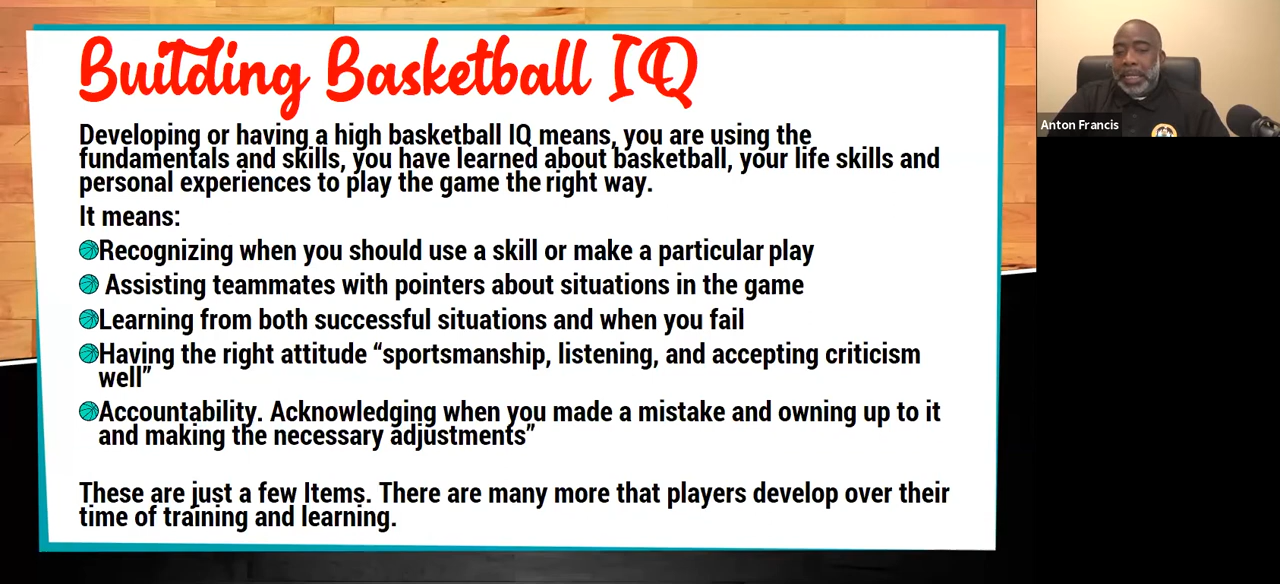 Building Basketball IQ
Developing or having a high basketball IQ means, you are using the
fundamentals and skills, you have learned about basketball, your life skills and
personal experiences to play the game the right way.
It means:
Recognizing when you should use a skill or make a particular play
Assisting teammates with pointers about situations in the game
Learning from both successful situations and when you fail
Having the right attitude “sportsmanship, listening, and accepting criticism
well”
Accountability. Acknowledging when you made a mistake and owning up to it
and making the necessary adjustments”
These are just a few Items. There are many more that players develop over their
time of training and learning.
Anton Francis